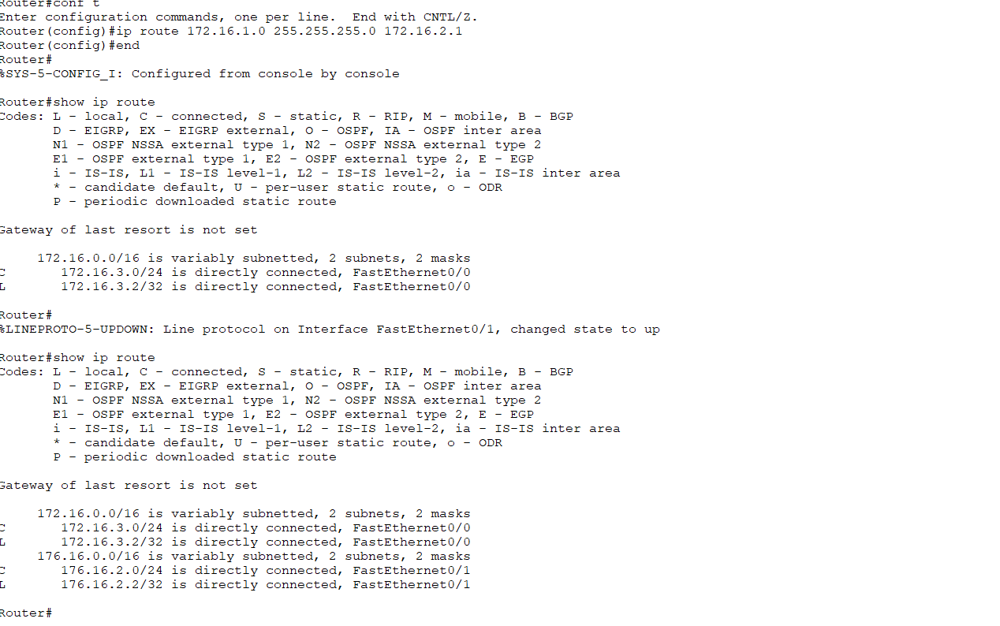 Router#conf t
Enter configuration commands, one per line.  End with CNTL/Z.
Router(config)#ip route 172.16.1.0 255.255.255.0 172.16.2.1
Router(config)#end
Router#
%SYS-5-CONFIG_I: Configured from console by console
Router#show ip route
Codes: L - local, C - connected, S - static, R - RIP, M - mobile, B - BGP
D - EIGRP, EX - EIGRP external, O - OSPF, IA - OSPF inter area
N1 - OSPF NSSA external type 1, N2 - OSPF NSSA external type 2
E1 - OSPF external type 1, E2 - OSPF external type 2, E - EGP
i - IS-IS, L1 - IS-IS level-1, L2 - IS-IS level-2, ia - IS-IS inter area
* - candidate default, U - per-user static route, o - ODR
P - periodic downloaded static route
Gateway of last resort is not set
172.16.0.0/16 is variably subnetted, 2 subnets, 2 masks
C 172.16.3.0/24 is directly connected, FastEthernet0/0
L 172.16.3.2/32 is directly connected, FastEthernet0/0
Router#
%LINEPROTO-5-UPDOWN: Line protocol on Interface FastEthernet0/1, changed state to up
Router#show ip route
Codes: L - local, C - connected, S - static, R - RIP, M - mobile, B - BGP
D - EIGRP, EX - EIGRP external, O - OSPF, IA - OSPF inter area
N1 - OSPF NSSA external type 1, N2 - OSPF NSSA external type 2
E1 - OSPF external type 1, E2 - OSPF external type 2, E - EGP
i - IS-IS, L1 - IS-IS level-1, L2 - IS-IS level-2, ia - IS-IS inter area
* - candidate default, U - per-user static route, o - ODR
P - periodic downloaded static route
Gateway of last resort is not set
172.16.0.0/16 is variably subnetted, 2 subnets, 2 masks
C 172.16.3.0/24 is directly connected, FastEthernet0/0
L 172.16.3.2/32 is directly connected, FastEthernet0/0
176.16.0.0/16 is variably subnetted, 2 subnets, 2 masks
C 176.16.2.0/24 is directly connected, FastEthernet0/1
L 176.16.2.2/32 is directly connected, FastEthernet0/1
Router#